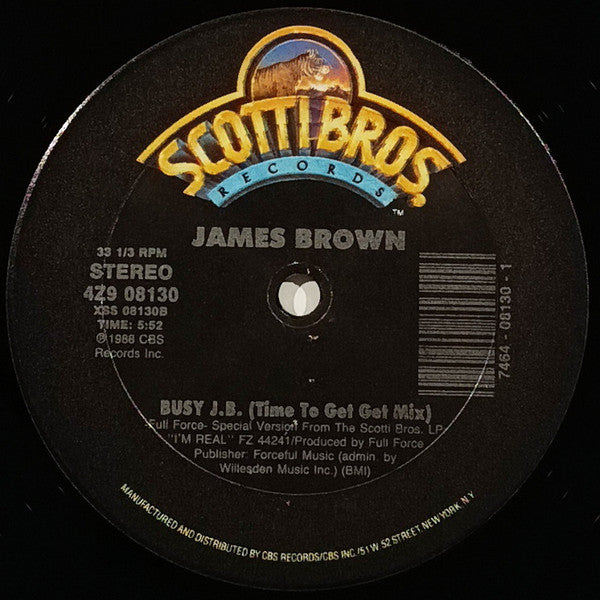 SCOTTI BROS.
RECORDS
TM
JAMES BROWN
33 1/3 RPM
STEREO
4Z9 08130
XSS 08130B
TIME: 5:52
℗ 1988 CBS
Records Inc.
7464 - 08130 - 1
BUSY J.B. (Time To Get Get Mix)
Full Force- Special Version From The Scotti Bros. LP
"I'M REAL" FZ 44241/Produced by Full Force
Publisher: Forceful Music (admin. by
Willesden Music Inc.) (BMI)
MANUFACTURED AND DISTRIBUTED BY CBS RECORDS/CBS INC./51 W. 52 STREET, NEW YORK, N.Y.